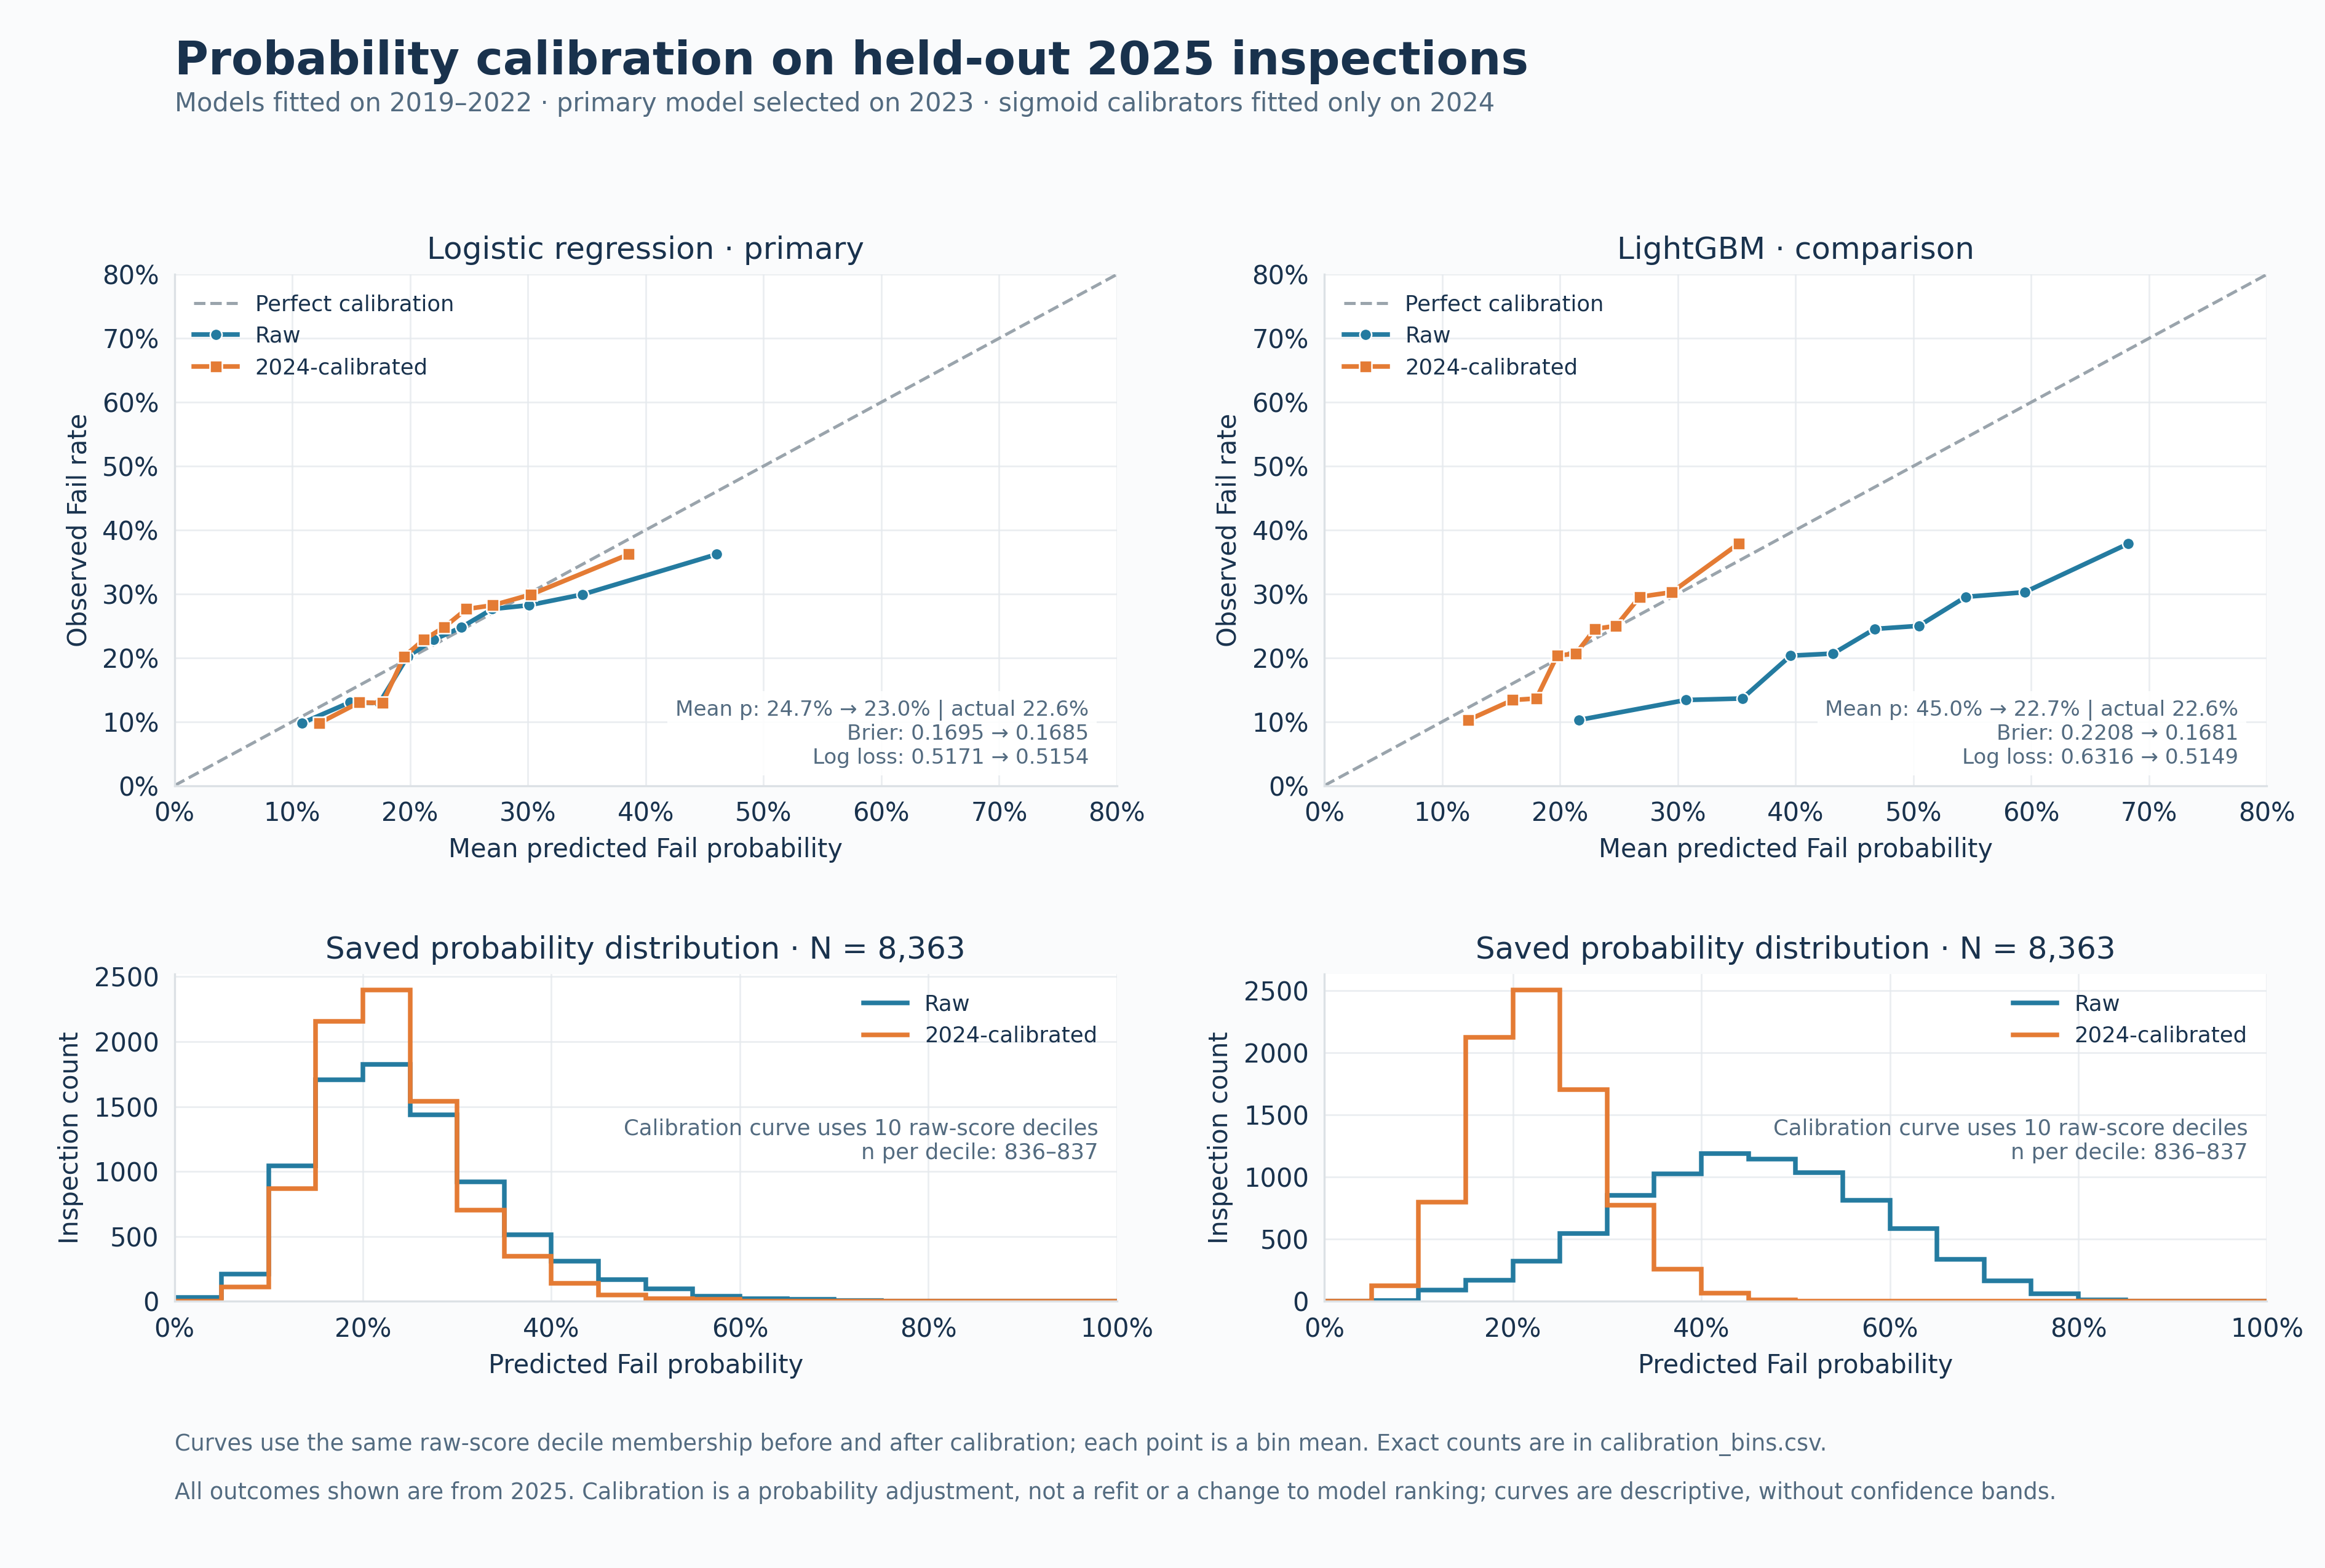 Probability calibration on held-out 2025 inspections
Models fitted on 2019–2022 · primary model selected on 2023 · sigmoid calibrators fitted only on 2024
Logistic regression · primary
80%
70%
60%
50%
40%
30%
20%
10%
0%
Observed Fail rate
Perfect calibration
Raw
2024-calibrated
Mean p: 24.7% → 23.0% | actual 22.6%
Brier: 0.1695 → 0.1685
Log loss: 0.5171 → 0.5154
0% 10% 20% 30% 40% 50% 60% 70% 80%
Mean predicted Fail probability
LightGBM · comparison
80%
70%
60%
50%
40%
30%
20%
10%
0%
Observed Fail rate
Perfect calibration
Raw
2024-calibrated
Mean p: 45.0% → 22.7% | actual 22.6%
Brier: 0.2208 → 0.1681
Log loss: 0.6316 → 0.5149
0% 10% 20% 30% 40% 50% 60% 70% 80%
Mean predicted Fail probability
Saved probability distribution · N = 8,363
2500
2000
1500
1000
500
0
Inspection count
Raw
2024-calibrated
Calibration curve uses 10 raw-score deciles
n per decile: 836–837
0% 20% 40% 60% 80% 100%
Predicted Fail probability
Saved probability distribution · N = 8,363
2500
2000
1500
1000
500
0
Inspection count
Raw
2024-calibrated
Calibration curve uses 10 raw-score deciles
n per decile: 836–837
0% 20% 40% 60% 80% 100%
Predicted Fail probability
Curves use the same raw-score decile membership before and after calibration; each point is a bin mean. Exact counts are in calibration_bins.csv.
All outcomes shown are from 2025. Calibration is a probability adjustment, not a refit or a change to model ranking; curves are descriptive, without confidence bands.